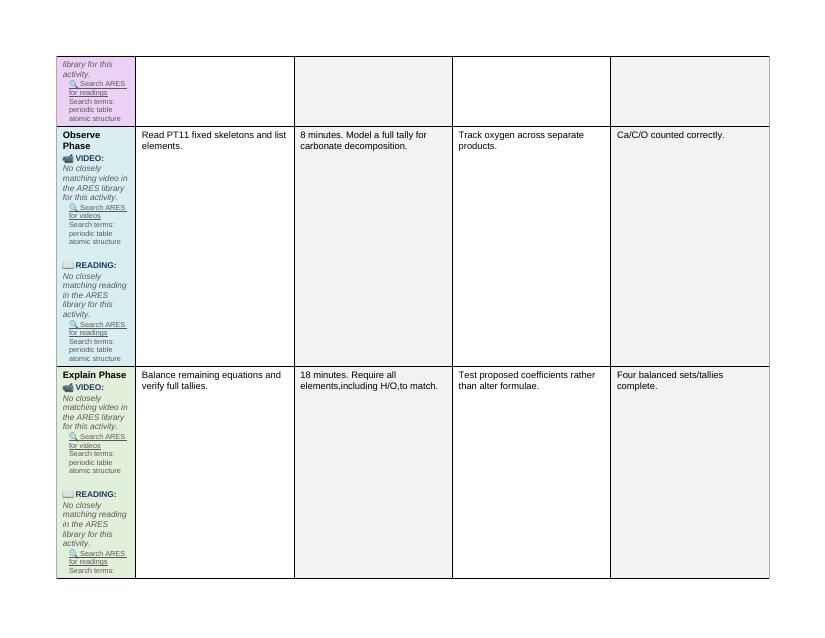 library for this
activity.
🔍 Search ARES
for readings
Search terms:
periodic table
atomic structure
Observe
Phase
📹 VIDEO:
No closely
matching video in
the ARES library
for this activity.
🔍 Search ARES
for videos
Search terms:
periodic table
atomic structure
📖 READING:
No closely
matching reading
in the ARES
library for this
activity.
🔍 Search ARES
for readings
Search terms:
periodic table
atomic structure
Read PT11 fixed skeletons and list
elements.
8 minutes. Model a full tally for
carbonate decomposition.
Track oxygen across separate
products.
Ca/C/O counted correctly.
Explain Phase
📹 VIDEO:
No closely
matching video in
the ARES library
for this activity.
🔍 Search ARES
for videos
Search terms:
periodic table
atomic structure
📖 READING:
No closely
matching reading
in the ARES
library for this
activity.
🔍 Search ARES
for readings
Search terms:
Balance remaining equations and
verify full tallies.
18 minutes. Require all
elements,including H/O,to match.
Test proposed coefficients rather
than alter formulae.
Four balanced sets/tallies
complete.